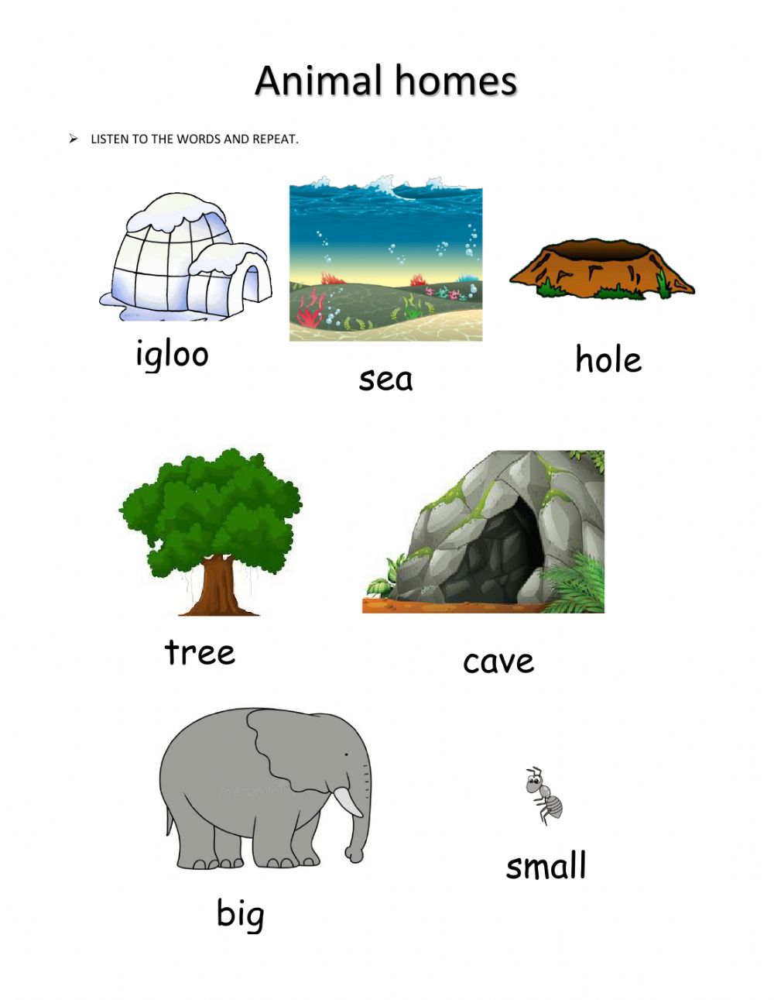 Animal homes
➢ LISTEN TO THE WORDS AND REPEAT.
igloo
sea
hole
tree
cave
big
small